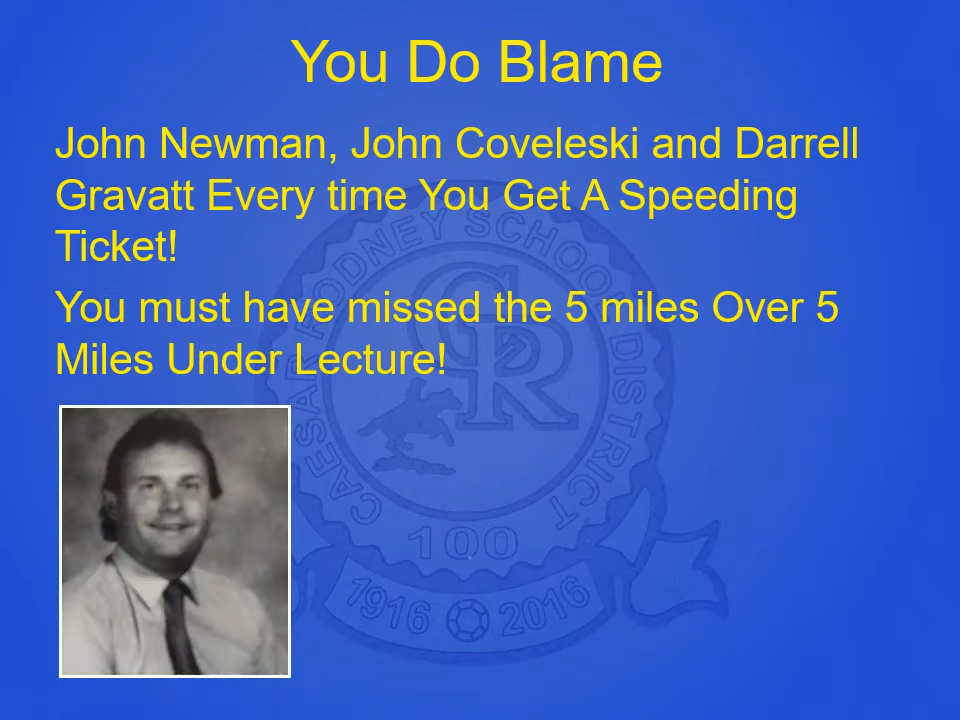 You Do Blame
John Newman, John Coveleski and Darrell
Gravatt Every time You Get A Speeding
Ticket!
You must have missed the 5 miles Over 5
Miles Under Lecture!
CAESAR RODNEY SCHOOL DISTRICT
CR
100
1916 2016